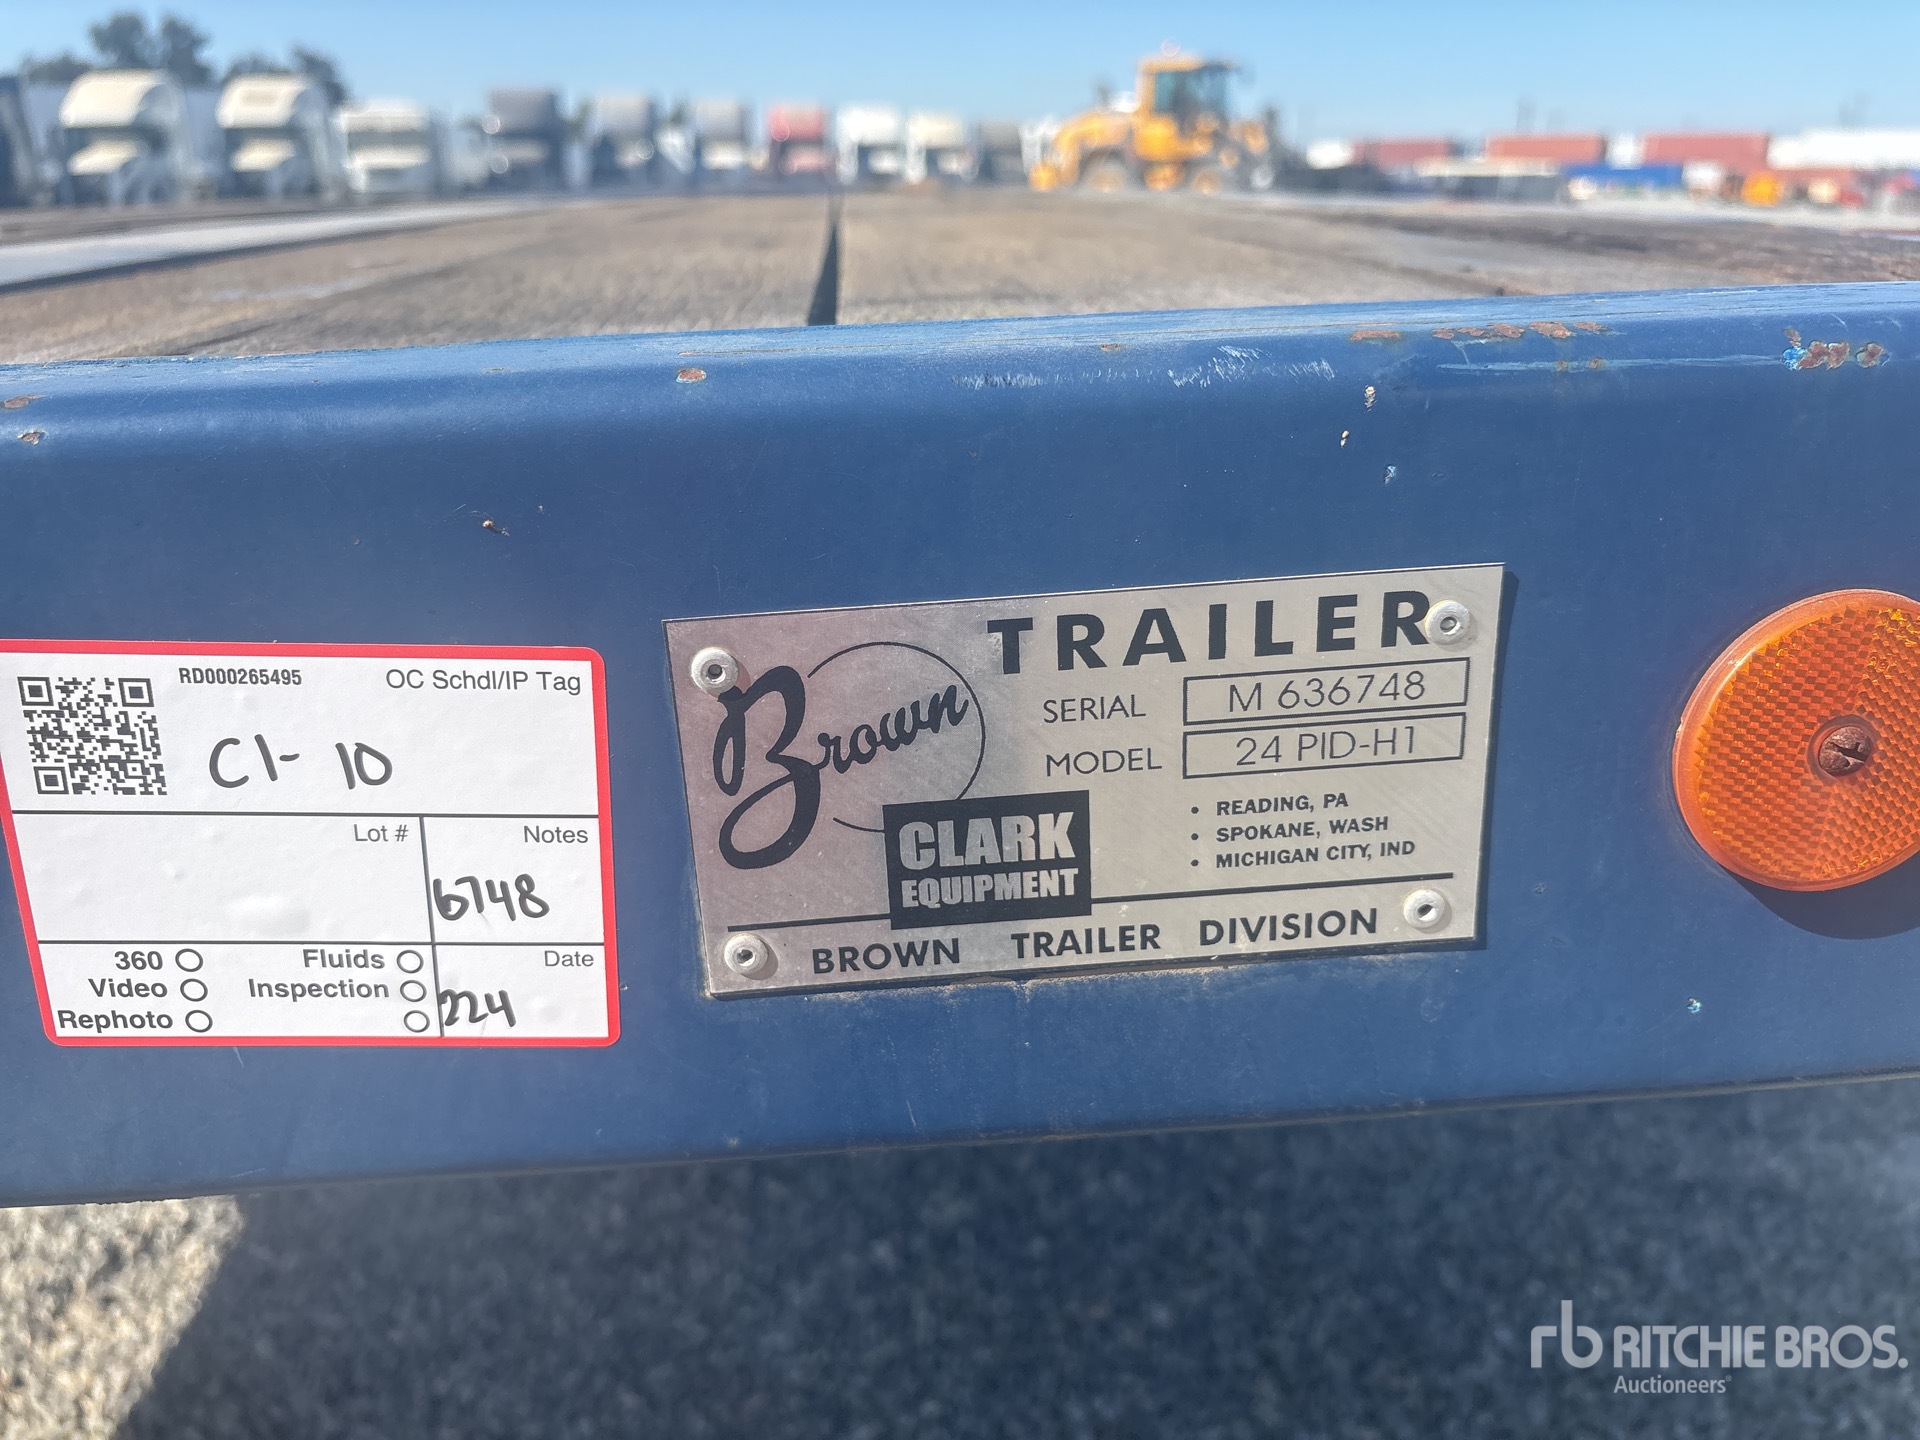 RD000265495
OC Schdl/IP Tag
C1- 10
Lot #
Notes
6748
360
Fluids
Date
Video
Inspection
Rephoto
224
TRAILER
Brown
SERIAL M 636748
MODEL 24 PID-H1
• READING, PA
• SPOKANE, WASH
• MICHIGAN CITY, IND
CLARK
EQUIPMENT
BROWN TRAILER DIVISION
rb RITCHIE BROS.
Auctioneers